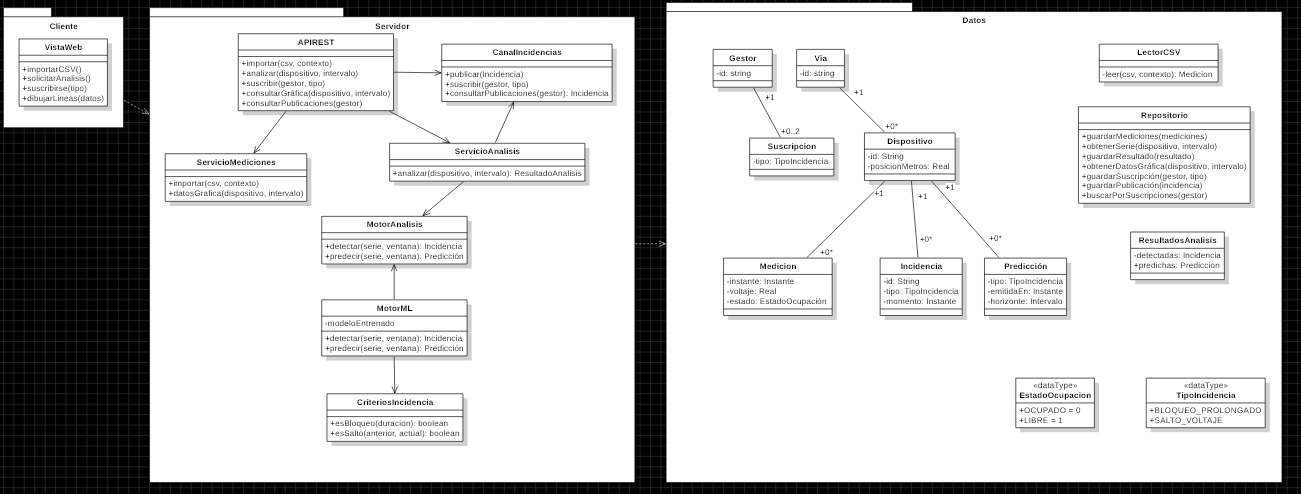 Cliente
VistaWeb
+importarCSV()
+solicitarAnalisis()
+suscribirse(tipo)
+dibujarLineas(datos)
Servidor
APIREST
+importar(csv, contexto)
+analizar(dispositivo, intervalo)
+suscribir(gestor, tipo)
+consultarGráfica(dispositivo, intervalo)
+consultarPublicaciones(gestor)
CanalIncidencias
+publicar(Incidencia)
+suscribir(gestor, tipo)
+consultarPublicaciones(gestor): Incidencia
ServicioMediciones
+importar(csv, contexto)
+datosGrafica(dispositivo, intervalo)
ServicioAnalisis
+analizar(dispositivo, intervalo): ResultadoAnalisis
MotorAnalisis
+detectar(serie, ventana): Incidencia
+predecir(serie, ventana): Predicción
MotorML
-modeloEntrenado
+detectar(serie, ventana): Incidencia
+predecir(serie, ventana): Predicción
CriteriosIncidencia
+esBloqueo(duracion): boolean
+esSalto(anterior, actual): boolean
Datos
Gestor
-id: string
Via
-id: string
+1
+1
+0..2
+0*
Suscripcion
-tipo: TipoIncidencia
Dispositivo
-id: String
-posicionMetros: Real
+1
+1
+1
+0*
+0*
+0*
Medicion
-instante: Instante
-voltaje: Real
-estado: EstadoOcupación
Incidencia
-id: String
-tipo: TipoIncidencia
-momento: Instante
Predicción
-tipo: TipoIncidencia
-emitidaEn: Instante
-horizonte: Intervalo
LectorCSV
-leer(csv, contexto): Medicion
Repositorio
+guardarMediciones(mediciones)
+obtenerSerie(dispositivo, intervalo)
+guardarResultado(resultado)
+obtenerDatosGráfica(dispositivo, intervalo)
+guardarSuscripción(gestor, tipo)
+guardarPublicación(incidencia)
+buscarPorSuscripciones(gestor)
ResultadosAnalisis
-detectadas: Incidencia
+predichas: Prediccion
«dataType»
EstadoOcupacion
+OCUPADO = 0
+LIBRE = 1
«dataType»
TipoIncidencia
+BLOQUEO_PROLONGADO
+SALTO_VOLTAJE